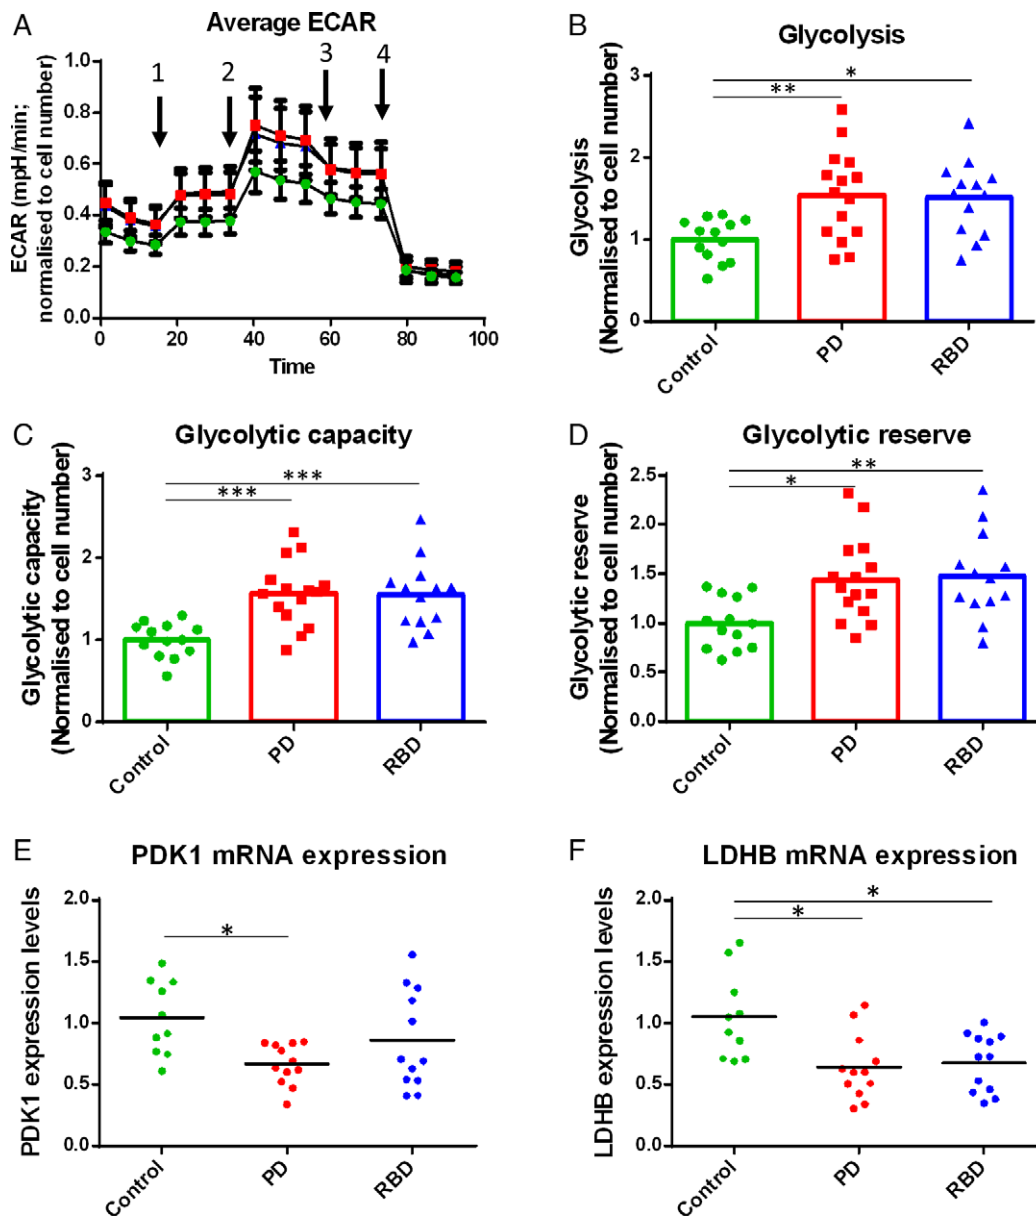 A
Average ECAR
ECAR (mpH/min;
normalised to cell number)
1.0
0.8
0.6
0.4
0.2
0.0
1
2
3
4
0
20
40
60
80
100
Time
B
Glycolysis
Glycolysis
(Normalised to cell number)
3
2
1
0
*
**
Control
PD
RBD
C
Glycolytic capacity
Glycolytic capacity
(Normalised to cell number)
3
2
1
0
***
***
Control
PD
RBD
D
Glycolytic reserve
Glycolytic reserve
(Normalised to cell number)
2.5
2.0
1.5
1.0
0.5
0.0
**
*
Control
PD
RBD
E
PDK1 mRNA expression
PDK1 expression levels
2.0
1.5
1.0
0.5
0.0
*
Control
PD
RBD
F
LDHB mRNA expression
LDHB expression levels
2.0
1.5
1.0
0.5
0.0
*
*
Control
PD
RBD